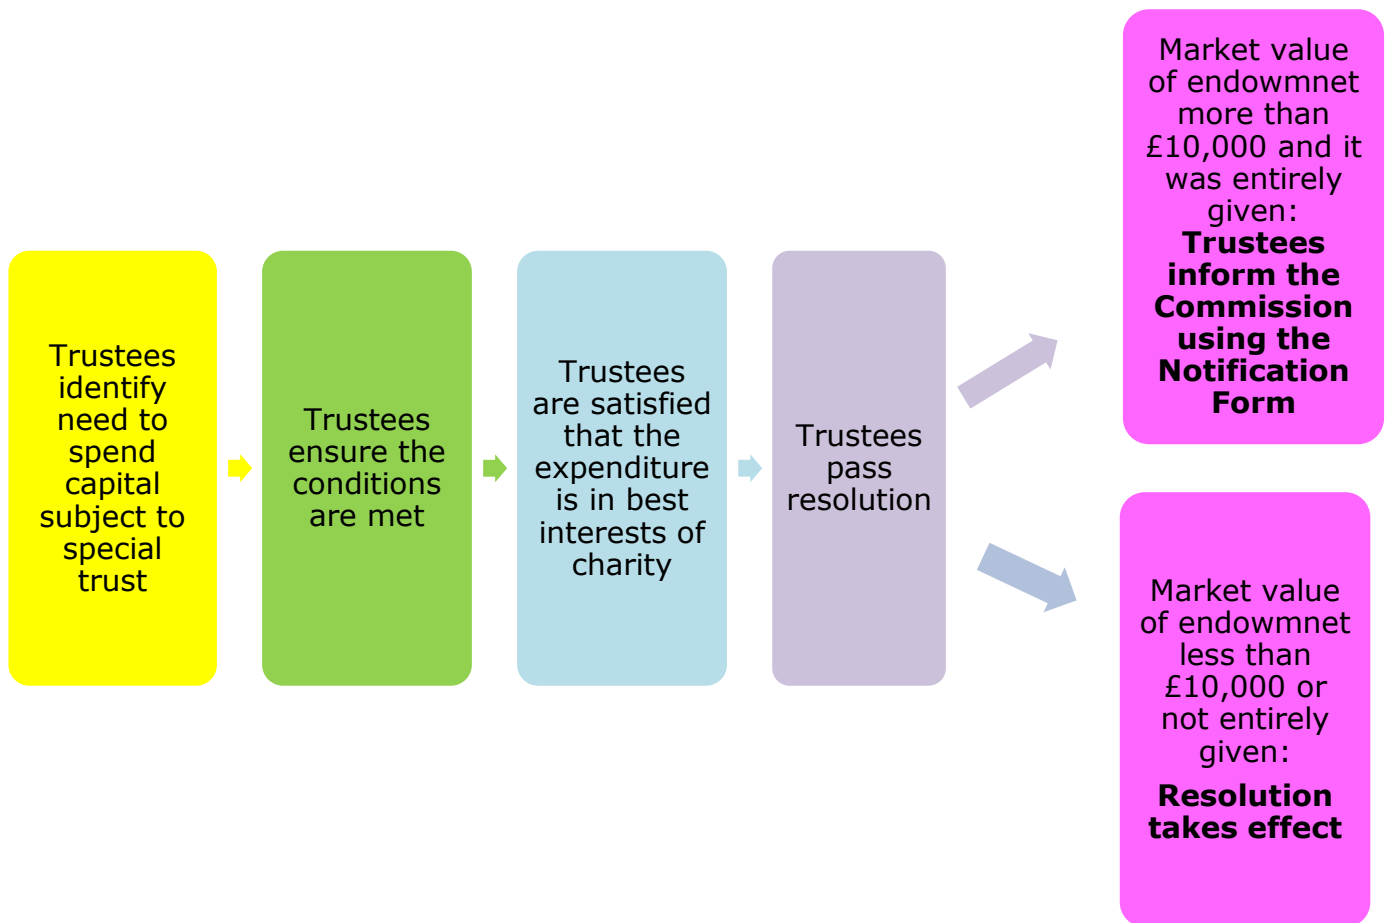 Trustees
identify
need to
spend
capital
subject to
special
trust
Trustees
ensure the
conditions
are met
Trustees
are satisfied
that the
expenditure
is in best
interests of
charity
Trustees
pass
resolution
Market value
of endowmnet
more than
£10,000 and it
was entirely
given:
Trustees
inform the
Commission
using the
Notification
Form
Market value
of endowmnet
less than
£10,000 or
not entirely
given:
Resolution
takes effect